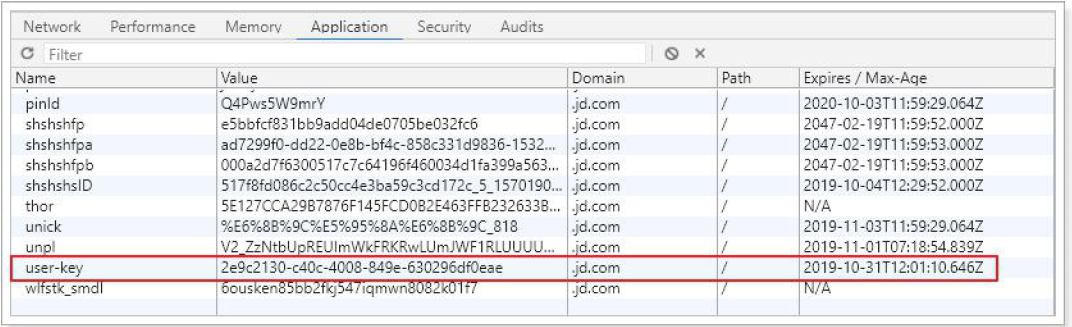 Network Performance Memory Application Security Audits
Filter
Name Value Domain Path Expires / Max-Age
pinId Q4Pws5W9mrY .jd.com / 2020-10-03T11:59:29.064Z
shshshfp e5bbfcf831bb9add04de0705be032fc6 .jd.com / 2047-02-19T11:59:52.000Z
shshshfpa ad7299f0-dd22-0e8b-bf4c-858c331d9836-1532... .jd.com / 2047-02-19T11:59:53.000Z
shshshfpb 000a2d7f6300517c7c64196f460034d1fa399a563... .jd.com / 2047-02-19T11:59:53.000Z
shshshsID 517f8fd086c2c50cc4e3ba59c3cd172c_5_1570190... .jd.com / 2019-10-04T12:29:52.000Z
thor 5E127CCA29B7876F145FCD0B2E463FFB232633B... .jd.com / N/A
unick %E6%8B%9C%E5%95%8A%E6%8B%9C_818 .jd.com / 2019-11-03T11:59:29.064Z
unpl V2_ZzNtbUpREUImWkFRKRwLUmJWF1RLUUUU... .jd.com / 2019-11-01T07:18:54.839Z
user-key 2e9c2130-c40c-4008-849e-630296df0eae .jd.com / 2019-10-31T12:01:10.646Z
wlfstk_smdl 6ousken85bb2fkj547iqmwn8082k01f7 .jd.com / N/A